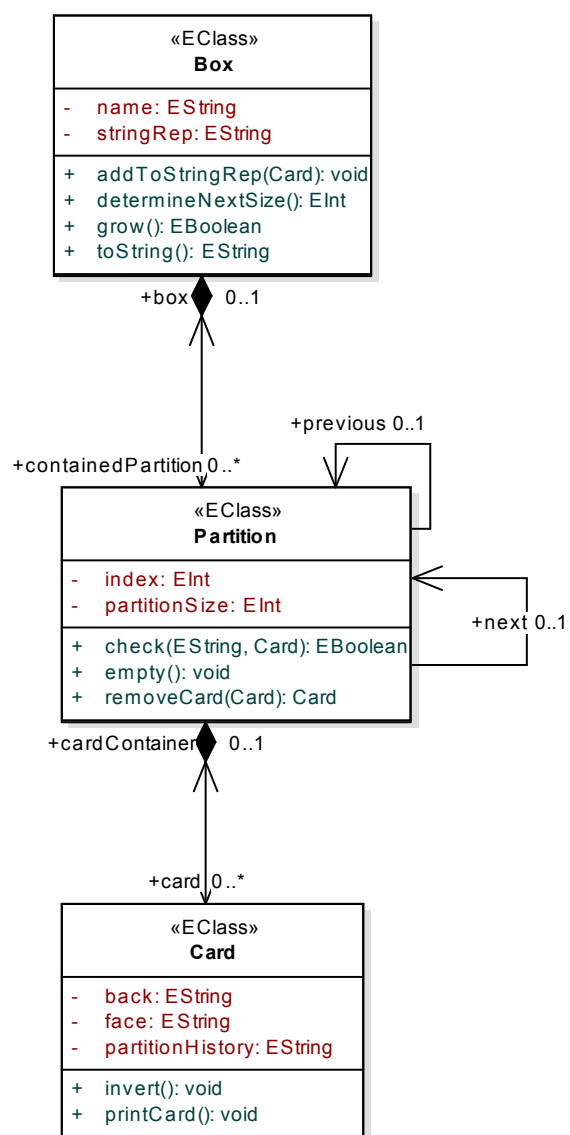 «EClass»
Box
- name: EString
- stringRep: EString
+ addToStringRep(Card): void
+ determineNextSize(): EInt
+ grow(): EBoolean
+ toString(): EString
+box 0..1
+previous 0..1
+containedPartition 0..*
«EClass»
Partition
- index: EInt
- partitionSize: EInt
+next 0..1
+ check(EString, Card): EBoolean
+ empty(): void
+ removeCard(Card): Card
+cardContainer 0..1
+card 0..*
«EClass»
Card
- back: EString
- face: EString
- partitionHistory: EString
+ invert(): void
+ printCard(): void